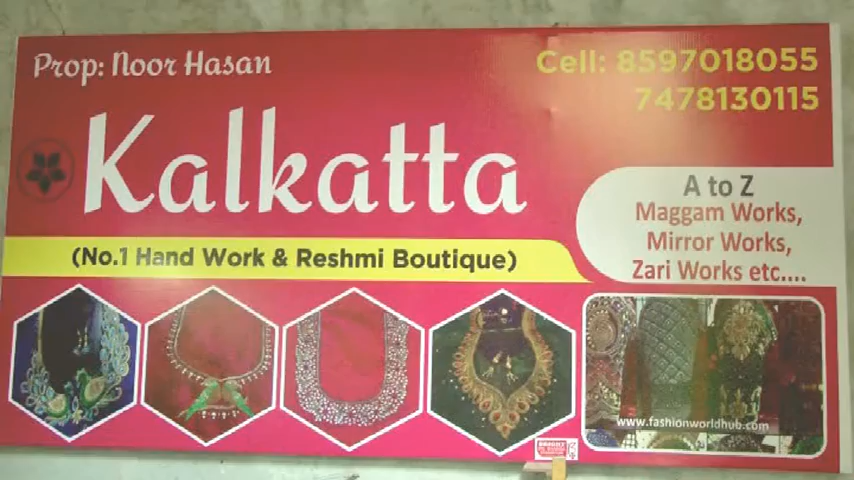 Prop: Noor Hasan
Cell: 8597018055
7478130115
Kalkatta
(No.1 Hand Work & Reshmi Boutique)
A to Z
Maggam Works,
Mirror Works,
Zari Works etc....
www.fashionworldhub.com